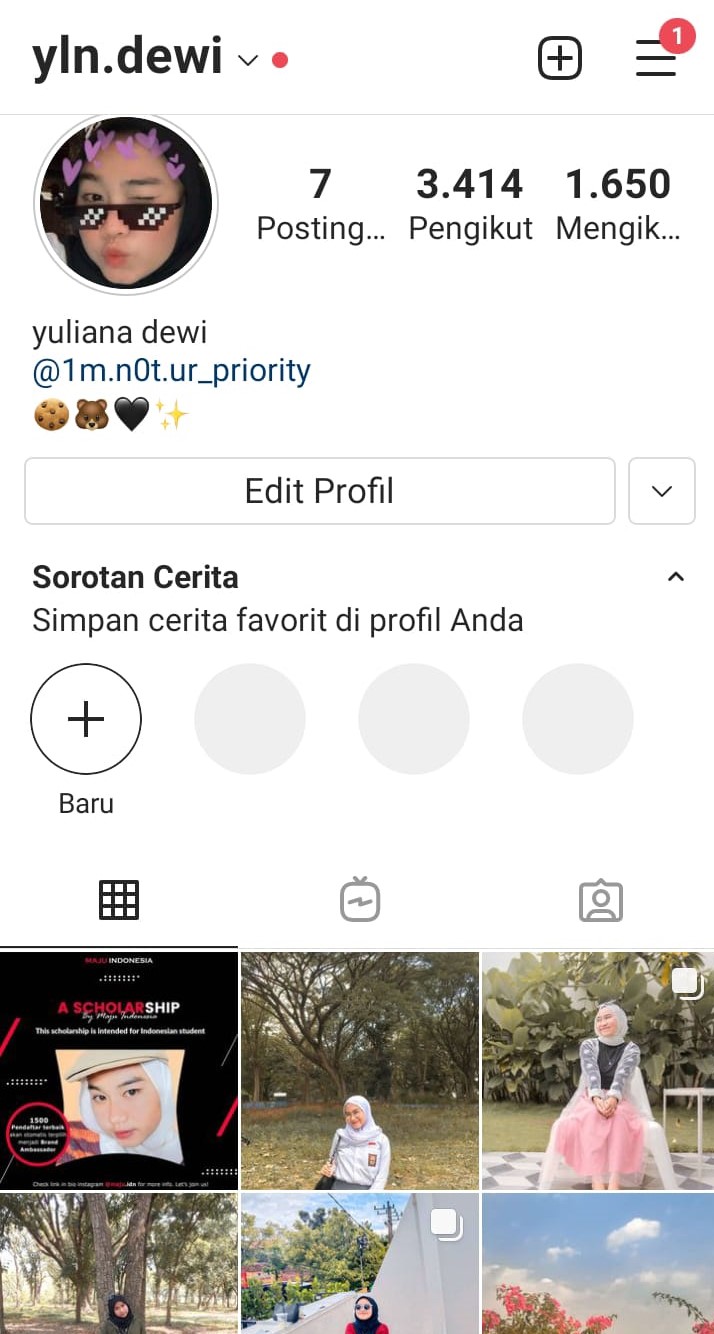 yln.dewi
1
7
3.414
1.650
Posting...
Pengikut
Mengik...
yuliana dewi
@1m.n0t.ur_priority
🍪🐻🖤✨
Edit Profil
Sorotan Cerita
Simpan cerita favorit di profil Anda
Baru
MAJU INDONESIA
A SCHOLARSHIP
By Maju Indonesia
This scholarship is intended for Indonesian student
1500
Pendaftar terbaik
akan otomatis terpilih
menjadi Brand
Ambassador
Check link in bio instagram @maju.idn for more info. Let's join us!